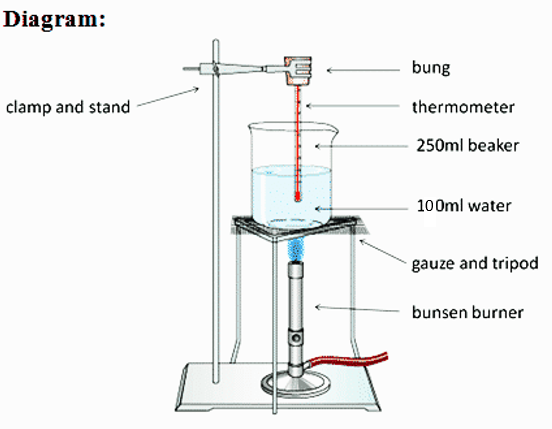 Diagram:
bung
clamp and stand
thermometer
250ml beaker
100ml water
gauze and tripod
bunsen burner